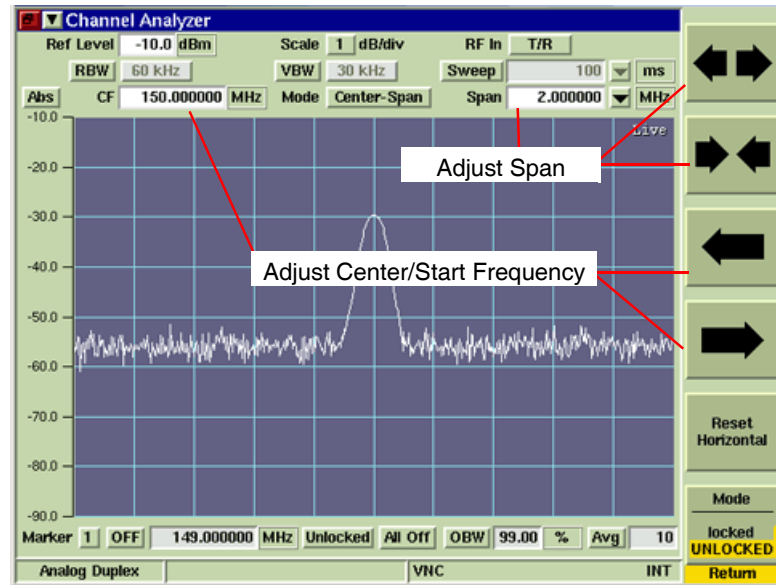 Channel Analyzer
Ref Level -10.0 dBm Scale 1 dB/div RF In T/R
RBW 60 kHz VBW 30 kHz Sweep 100 ms
Abs CF 150.000000 MHz Mode Center-Span Span 2.000000 MHz
-10.0
Live
Adjust Span
-20.0
-30.0
Adjust Center/Start Frequency
-40.0
-50.0
-60.0
-70.0
-80.0
-90.0
Reset
Horizontal
Mode
locked
UNLOCKED
Return
Marker 1 OFF 149.000000 MHz Unlocked All Off OBW 99.00 % Avg 10
Analog Duplex VNC INT